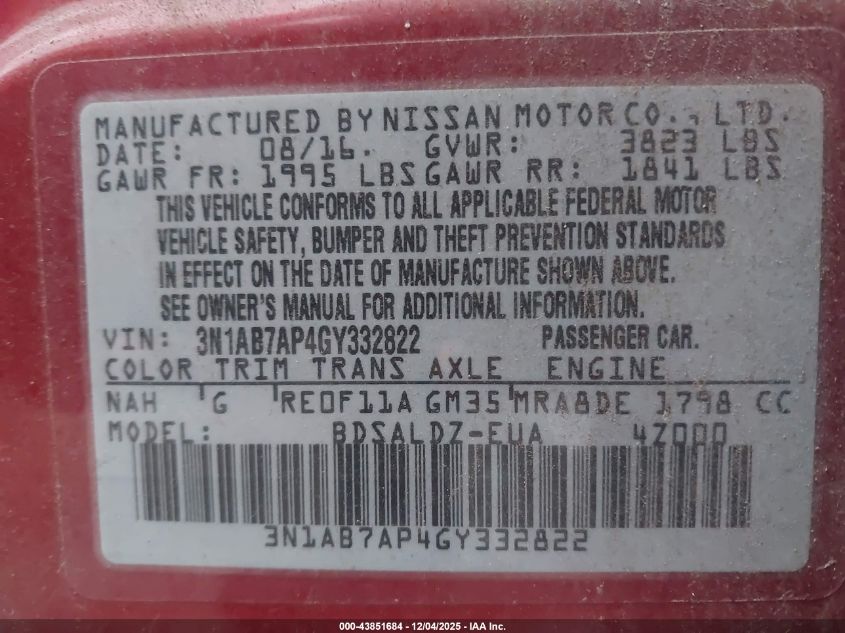 MANUFACTURED BY NISSAN MOTOR CO., LTD.
DATE: 08/16. GVWR: 3823 LBS
GAWR FR: 1995 LBS GAWR RR: 1841 LBS
THIS VEHICLE CONFORMS TO ALL APPLICABLE FEDERAL MOTOR
VEHICLE SAFETY, BUMPER AND THEFT PREVENTION STANDARDS
IN EFFECT ON THE DATE OF MANUFACTURE SHOWN ABOVE.
SEE OWNER'S MANUAL FOR ADDITIONAL INFORMATION.
VIN: 3N1AB7AP4GY332822 PASSENGER CAR.
COLOR TRIM TRANS AXLE ENGINE
NAH G RE0F11A GM35 MRA8DE 1798 CC
MODEL: BDSALDZ-EUA 4Z000
3N1AB7AP4GY332822
000-43851684 - 12/04/2025 - IAA Inc.